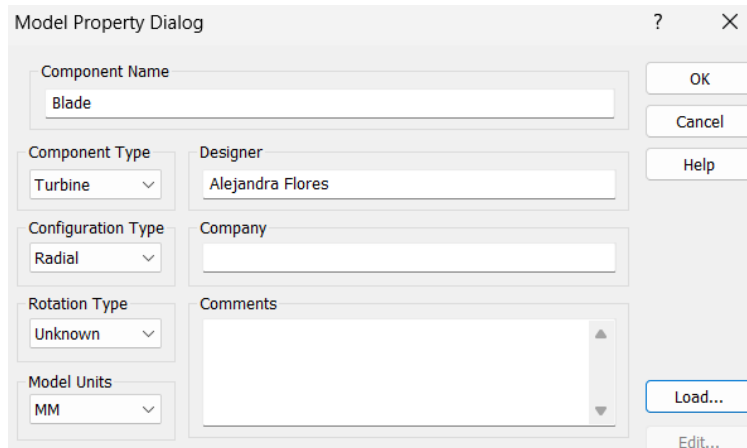 Model Property Dialog
?
Component Name
Blade
OK
Cancel
Help
Component Type
Turbine
Designer
Alejandra Flores
Configuration Type
Radial
Company
Rotation Type
Unknown
Comments
Model Units
MM
Load...
Edit...